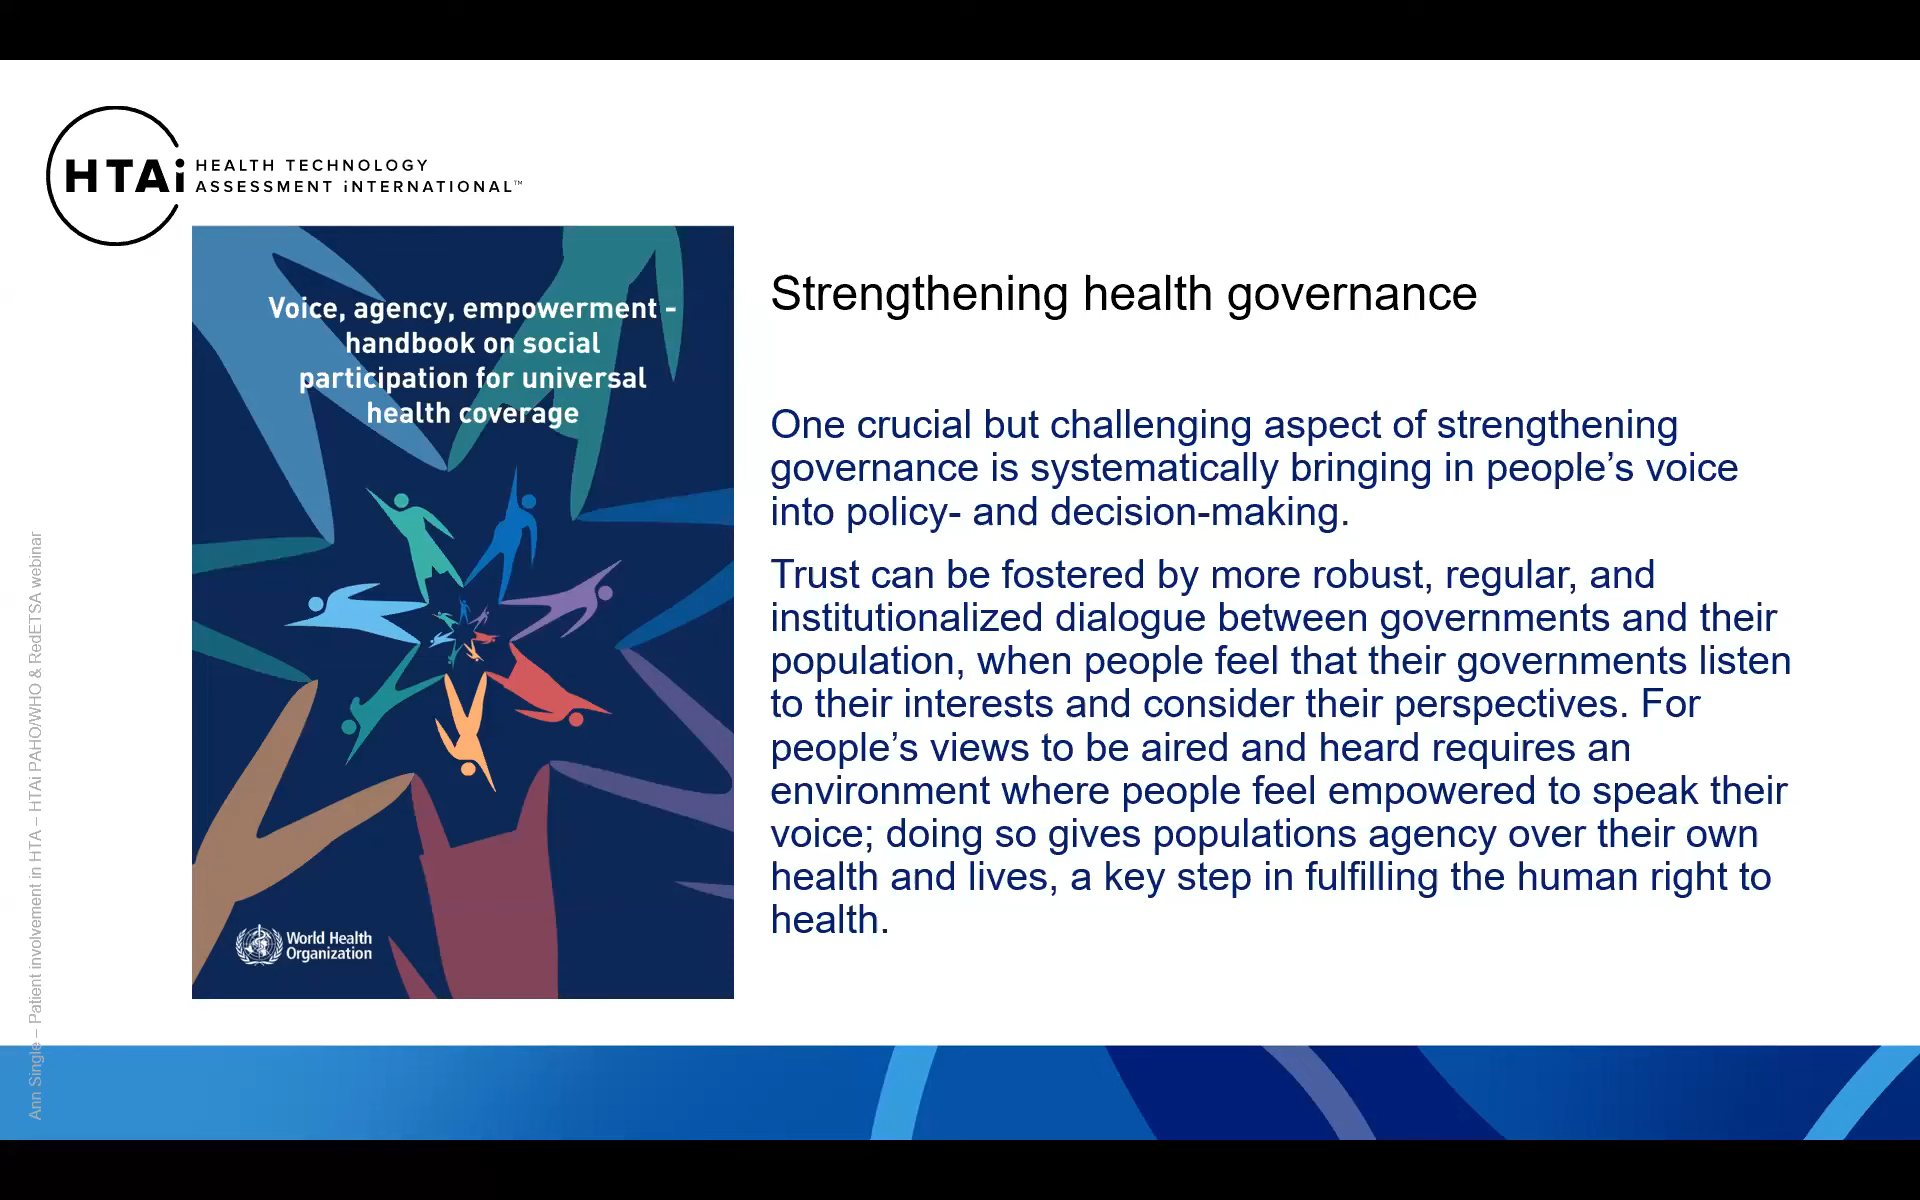 HTAi
HEALTH TECHNOLOGY
ASSESSMENT iNTERNATIONAL™
Voice, agency, empowerment -
handbook on social
participation for universal
health coverage
World Health
Organization
Strengthening health governance
One crucial but challenging aspect of strengthening
governance is systematically bringing in people’s voice
into policy- and decision-making.
Trust can be fostered by more robust, regular, and
institutionalized dialogue between governments and their
population, when people feel that their governments listen
to their interests and consider their perspectives. For
people’s views to be aired and heard requires an
environment where people feel empowered to speak their
voice; doing so gives populations agency over their own
health and lives, a key step in fulfilling the human right to
health.
Ann Single – Patient involvement in HTA – HTAi PAHO/WHO & RedETSA webinar